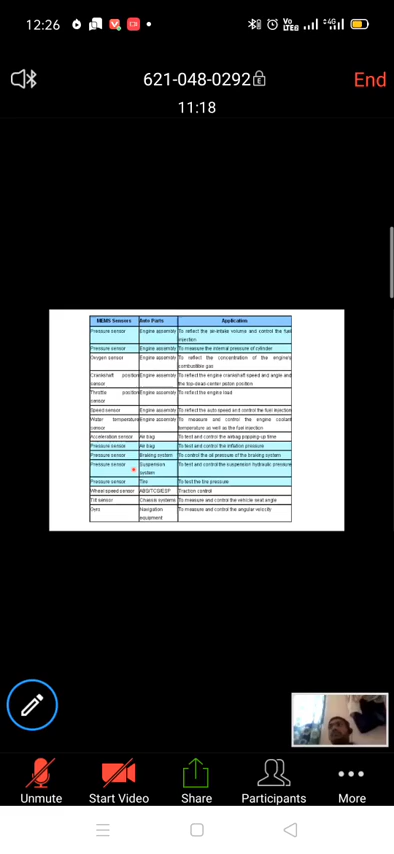 12:26
Vo
LTEB
4G
621-048-0292
E
End
11:18
MEMS Sensors Auto Parts Application
Pressure sensor Engine assembly To reflect the air-intake volume and control the fuel
injection
Pressure sensor Engine assembly To measure the internal pressure of cylinder
Oxygen sensor Engine assembly To reflect the concentration of the engine's
combustible gas
Crankshaft position Engine assembly To reflect the engine crankshaft speed and angle and
sensor the top-dead-center piston position
Throttle position Engine assembly To reflect the engine load
sensor
Speed sensor Engine assembly To reflect the auto speed and control the fuel injection
Water temperature Engine assembly To measure and control the engine coolant
sensor temperature as well as the fuel injection
Acceleration sensor Air bag To test and control the airbag popping-up time
Pressure sensor Air bag To test and control the inflation pressure
Pressure sensor Braking system To control the oil pressure of the braking system
Pressure sensor Suspension To test and control the suspension hydraulic pressure
system
Pressure sensor Tire To test the tire pressure
Wheel speed sensor ABS/TCS/ESP Traction control
Tilt sensor Chassis systems To measure and control the vehicle seat angle
Gyro Navigation To measure and control the angular velocity
equipment
Unmute Start Video Share Participants More